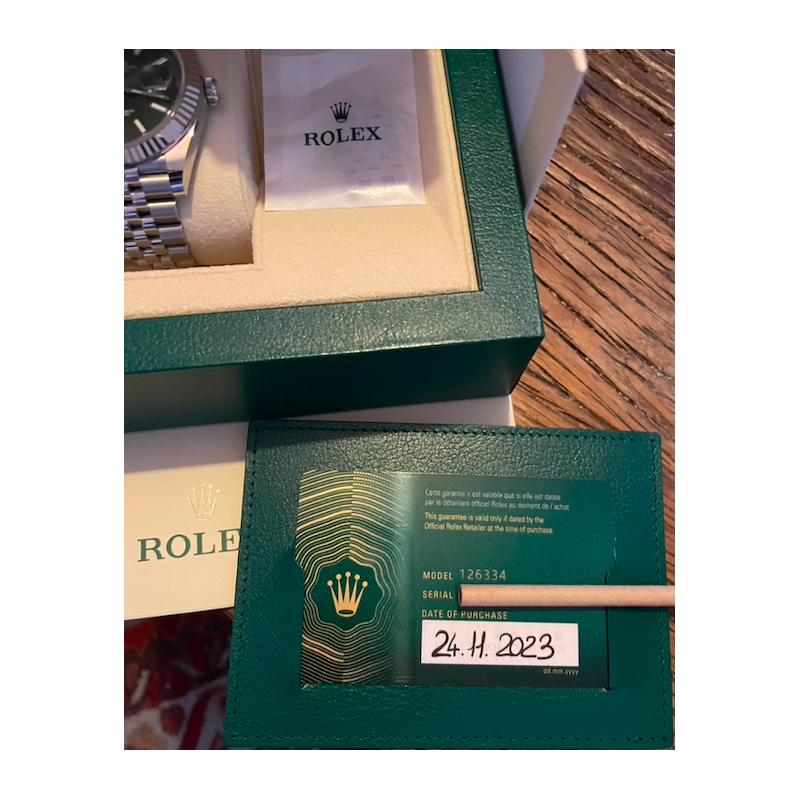 ROLEX
ROLE
Cette garantie n'est valable que si elle est datée
par le détaillant officiel Rolex au moment de l'achat
This guarantee is valid only if dated by the
Official Rolex Retailer at the time of purchase
MODEL 126334
SERIAL
DATE OF PURCHASE
24.11.2023
dd.mm.yyyy